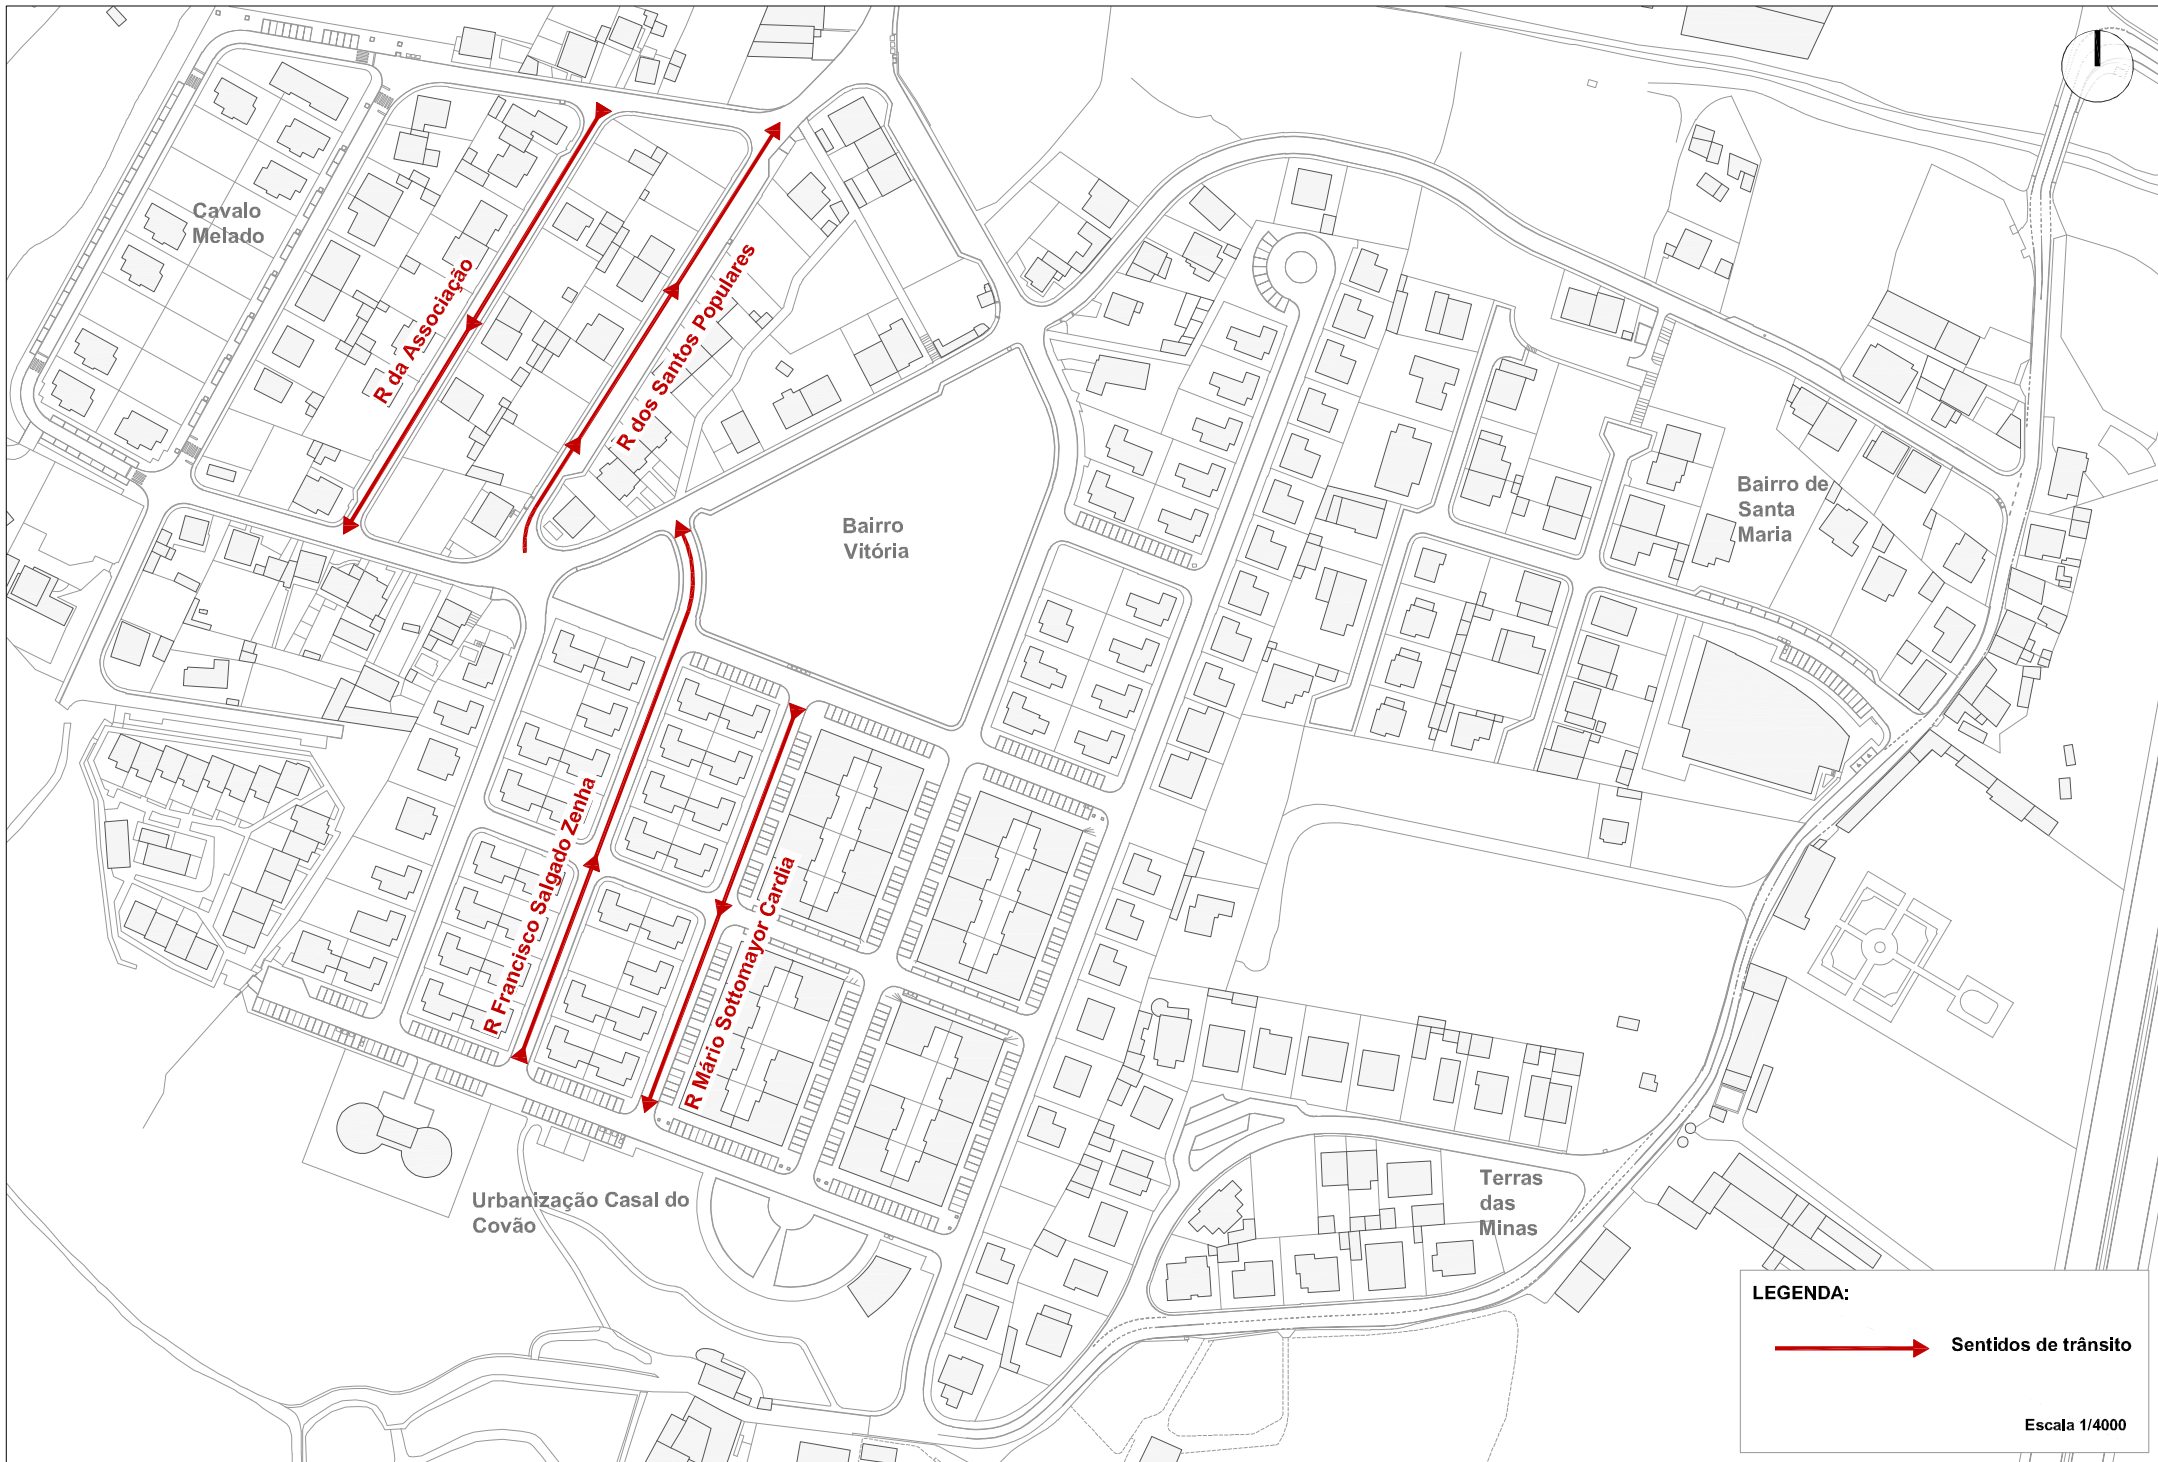 Cavalo
Melado
R da Associação
R dos Santos Populares
Bairro
Vitória
Bairro de
Santa
Maria
R Francisco Salgado Zenha
R Mário Sottomayor Cardia
Urbanização Casal do
Covão
Terras
das
Minas
LEGENDA:
Sentidos de trânsito
Escala 1/4000